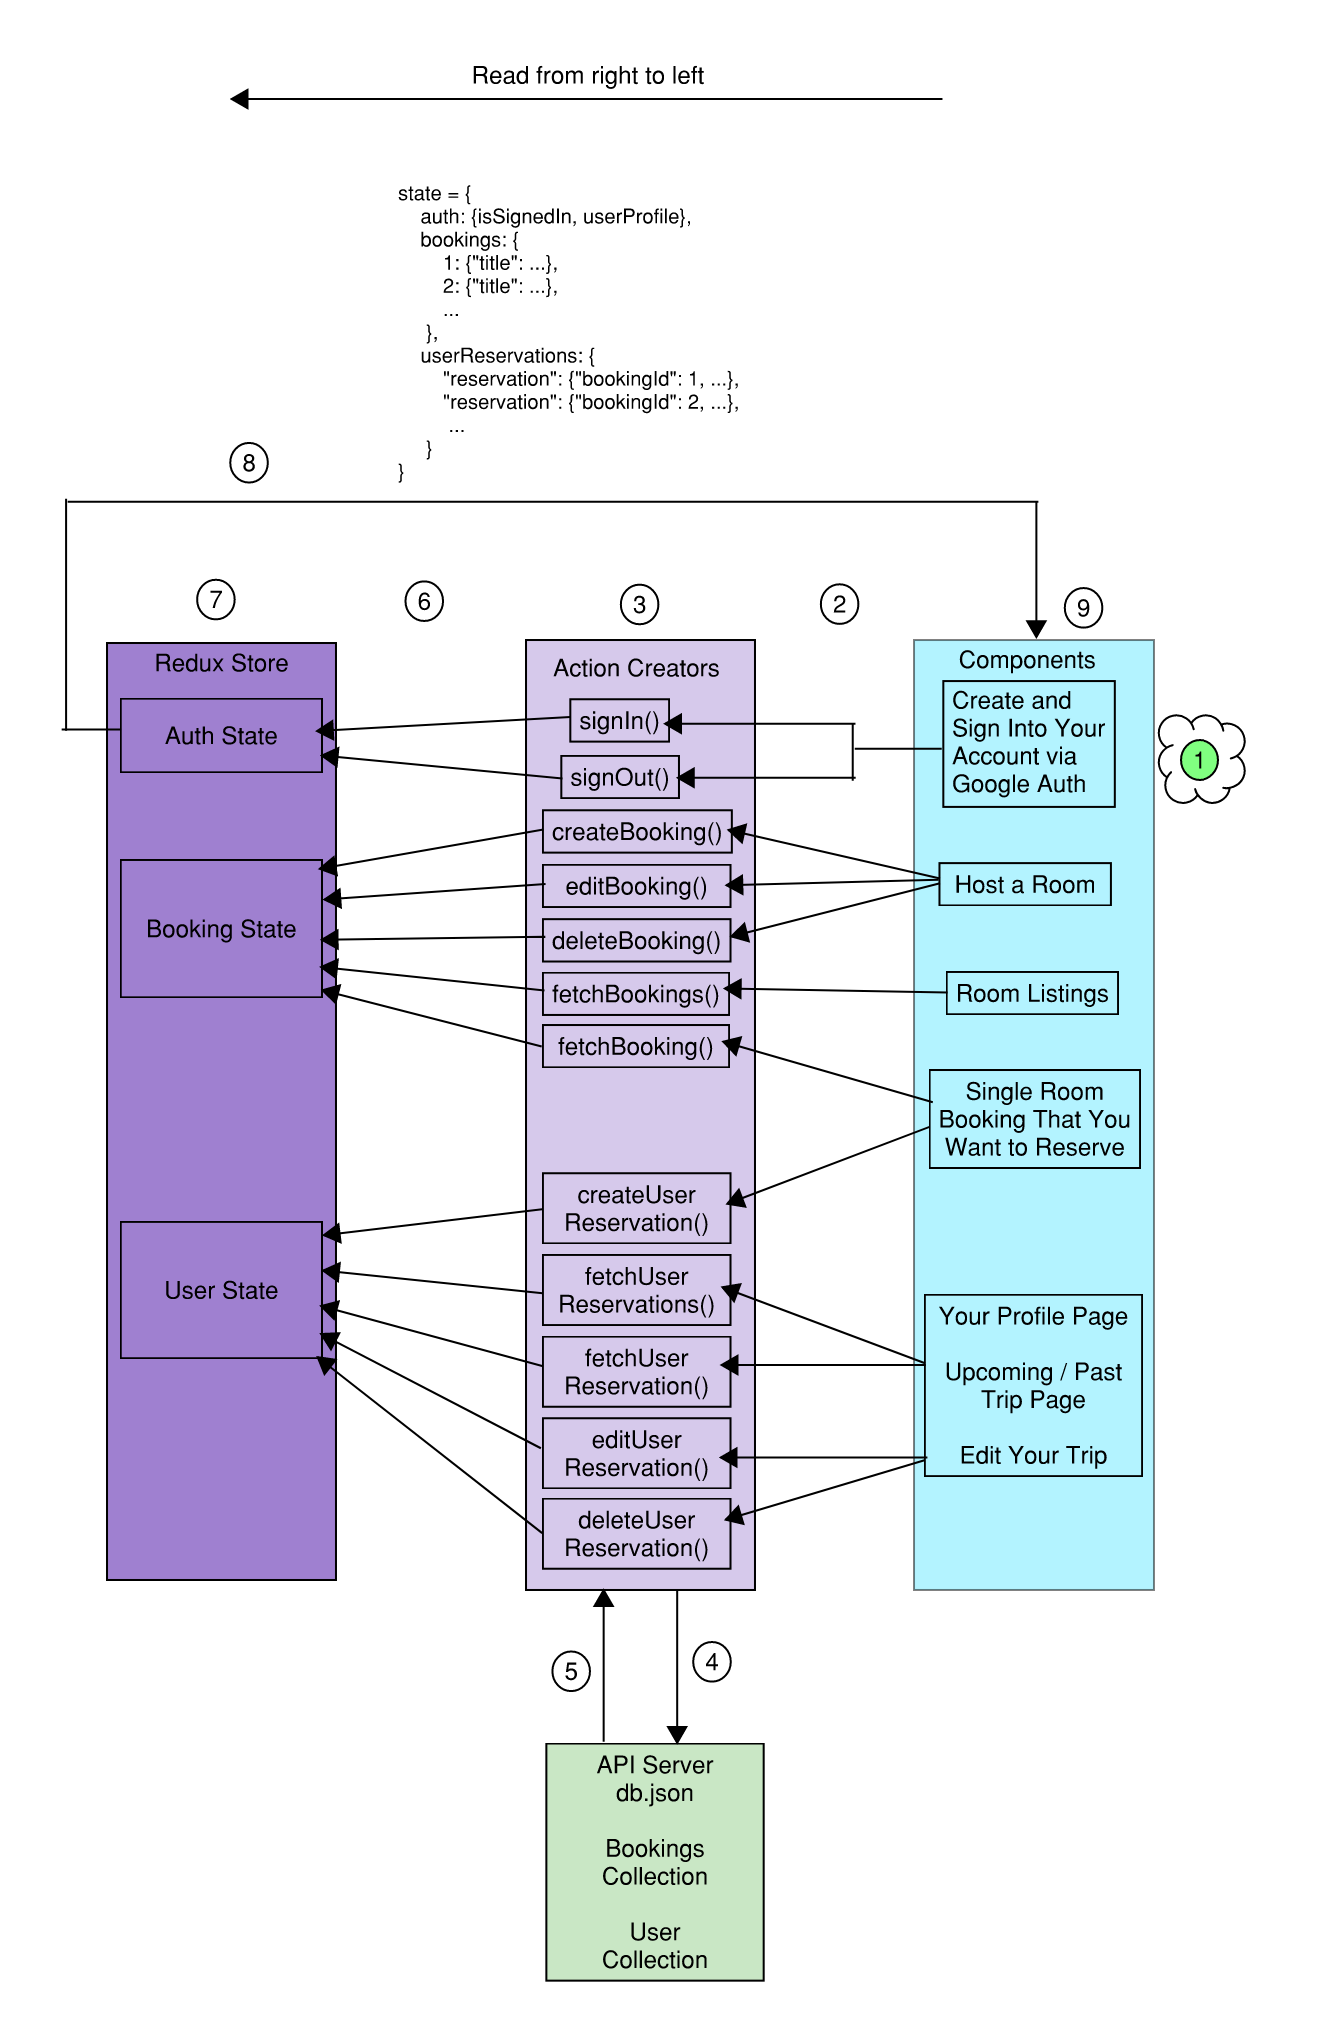 Read from right to left
state = {
auth: {isSignedIn, userProfile},
bookings: {
1: {"title": ...},
2: {"title": ...},
...
},
userReservations: {
"reservation": {"bookingId": 1, ...},
"reservation": {"bookingId": 2, ...},
...
}
}
8
7
6
3
2
9
Redux Store
Auth State
Booking State
User State
Action Creators
signIn()
signOut()
createBooking()
editBooking()
deleteBooking()
fetchBookings()
fetchBooking()
createUser
Reservation()
fetchUser
Reservations()
fetchUser
Reservation()
editUser
Reservation()
deleteUser
Reservation()
Components
Create and
Sign Into Your
Account via
Google Auth
1
Host a Room
Room Listings
Single Room
Booking That You
Want to Reserve
Your Profile Page
Upcoming / Past
Trip Page
Edit Your Trip
5
4
API Server
db.json
Bookings
Collection
User
Collection